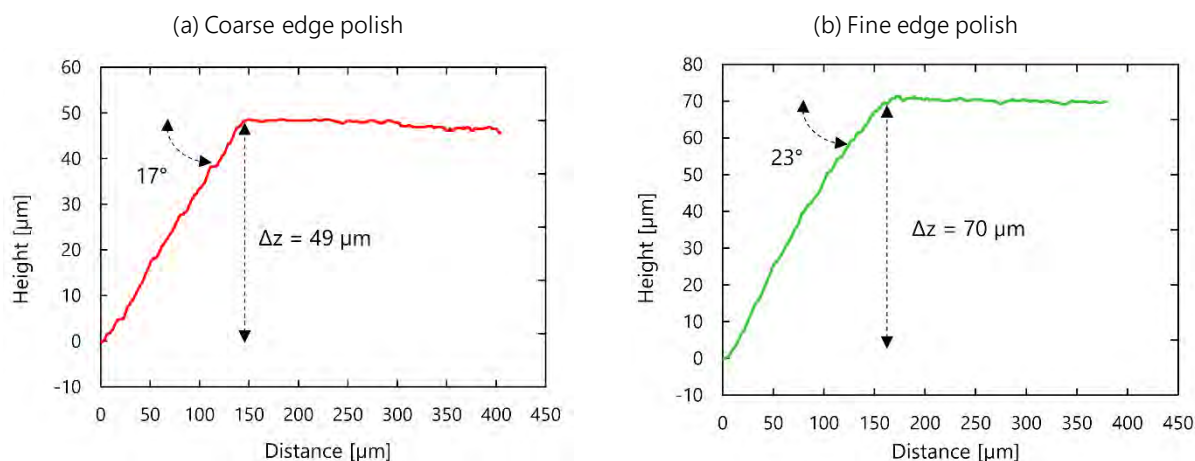 (a) Coarse edge polish
60
50
40
30
20
10
0
-10
Height [µm]
17°
Δz = 49 µm
0 50 100 150 200 250 300 350 400 450
Distance [µm]
(b) Fine edge polish
80
70
60
50
40
30
20
10
0
-10
Height [µm]
23°
Δz = 70 µm
0 50 100 150 200 250 300 350 400 450
Distance [µm]